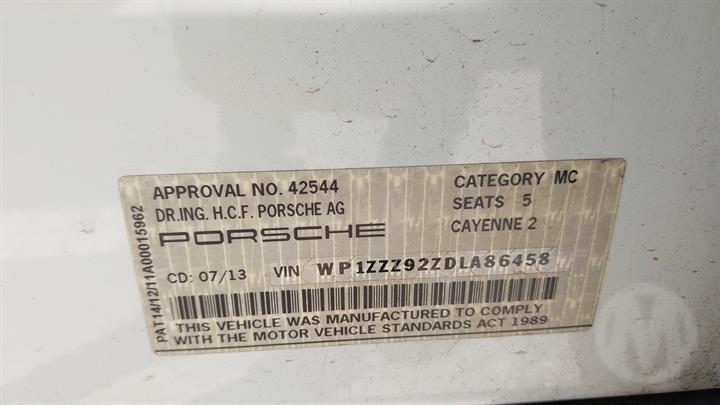 APPROVAL NO. 42544
DR.ING. H.C.F. PORSCHE AG
PORSCHE
CATEGORY MC
SEATS 5
CAYENNE 2
CD: 07/13 VIN WP1ZZZ92ZDLA86458
THIS VEHICLE WAS MANUFACTURED TO COMPLY
WITH THE MOTOR VEHICLE STANDARDS ACT 1989
PAT14/12/11A00015962
M